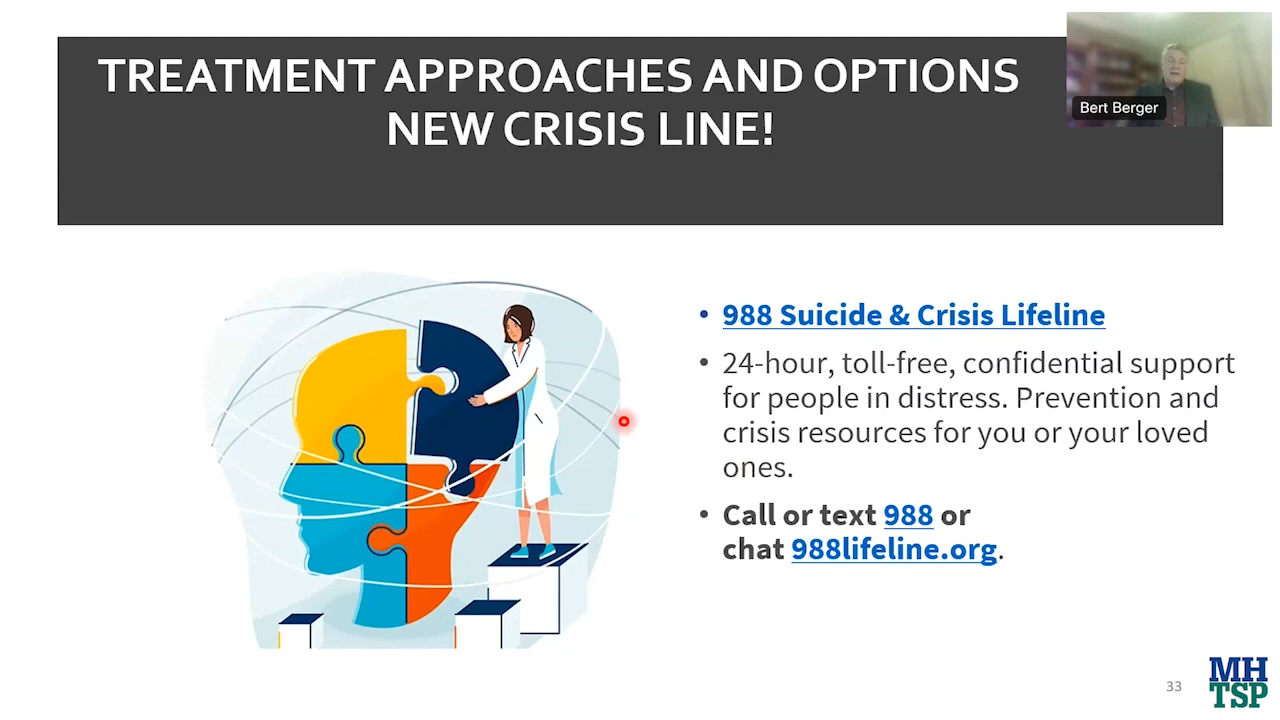 TREATMENT APPROACHES AND OPTIONS
NEW CRISIS LINE!
Bert Berger
• 988 Suicide & Crisis Lifeline
• 24-hour, toll-free, confidential support
for people in distress. Prevention and
crisis resources for you or your loved
ones.
• Call or text 988 or
chat 988lifeline.org.
33
MH
TSP